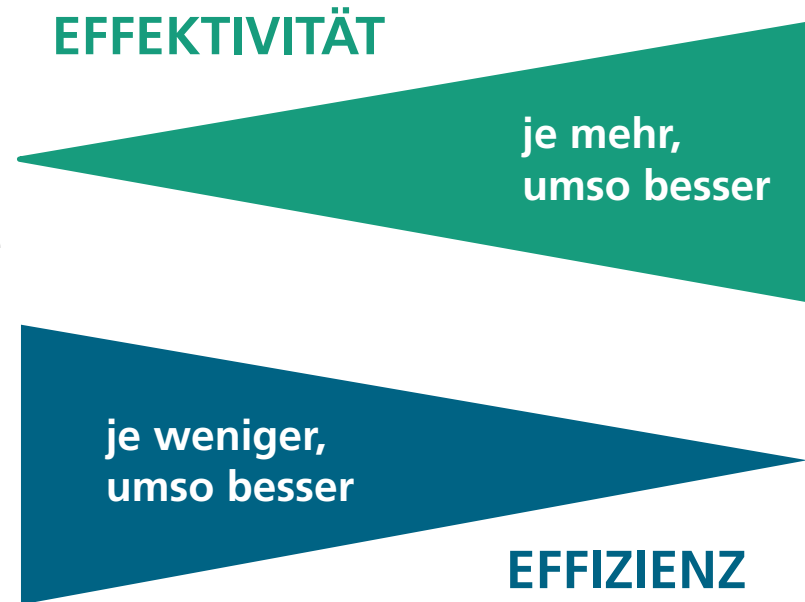 EFFEKTIVITÄT
je mehr,
umso besser
je weniger,
umso besser
EFFIZIENZ